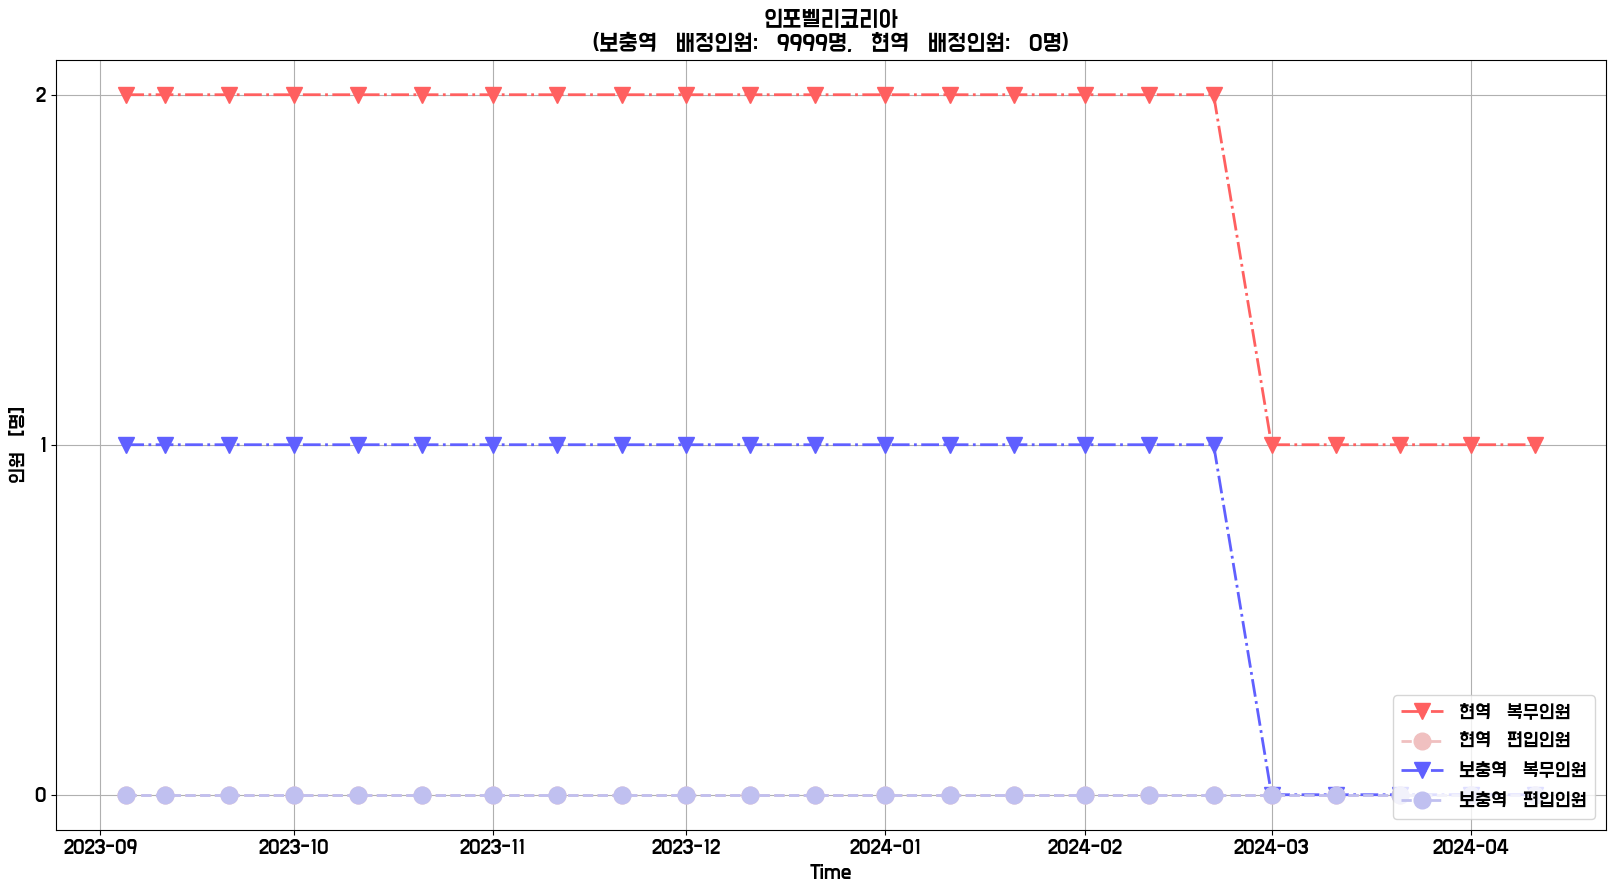 인포벨리코리아
(보충역 배정인원: 9999명, 현역 배정인원: 0명)
인원 [명]
2
1
0
현역 복무인원
현역 편입인원
보충역 복무인원
보충역 편입인원
2023-09 2023-10 2023-11 2023-12 2024-01 2024-02 2024-03 2024-04
Time